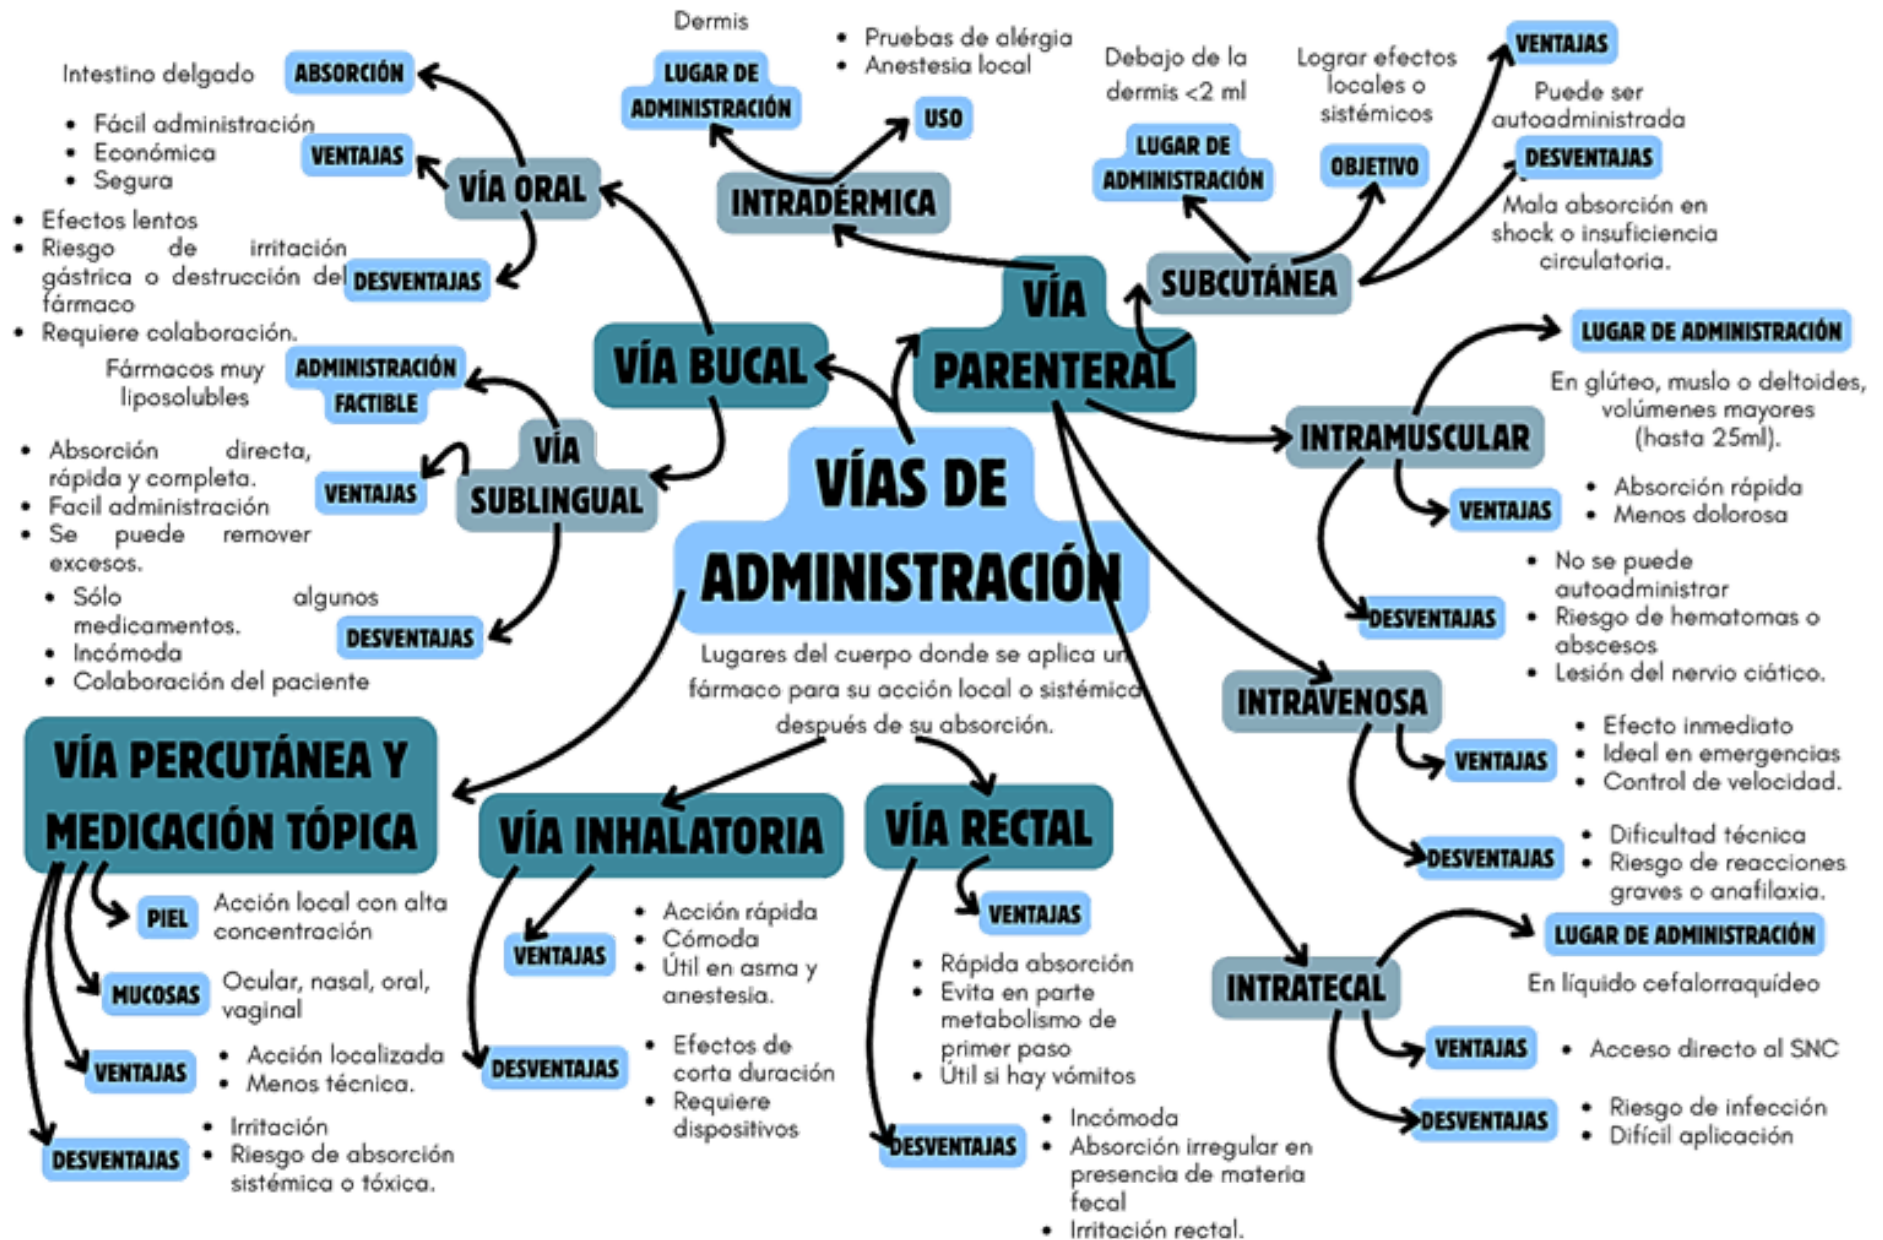 VÍAS DE
ADMINISTRACIÓN
Lugares del cuerpo donde se aplica un
fármaco para su acción local o sistémica
después de su absorción.
VÍA BUCAL
VÍA ORAL
ABSORCIÓN
Intestino delgado
VENTAJAS
• Fácil administración
• Económica
• Segura
DESVENTAJAS
• Efectos lentos
• Riesgo de irritación
gástrica o destrucción del
fármaco
• Requiere colaboración.
VÍA
SUBLINGUAL
ADMINISTRACIÓN
FACTIBLE
Fármacos muy
liposolubles
VENTAJAS
• Absorción directa,
rápida y completa.
• Facil administración
• Se puede remover
excesos.
DESVENTAJAS
• Sólo algunos
medicamentos.
• Incómoda
• Colaboración del paciente
VÍA
PARENTERAL
INTRADÉRMICA
LUGAR DE
ADMINISTRACIÓN
Dermis
USO
• Pruebas de alérgia
• Anestesia local
SUBCUTÁNEA
LUGAR DE
ADMINISTRACIÓN
Debajo de la
dermis <2 ml
OBJETIVO
Lograr efectos
locales o
sistémicos
VENTAJAS
Puede ser
autoadministrada
DESVENTAJAS
Mala absorción en
shock o insuficiencia
circulatoria.
INTRAMUSCULAR
LUGAR DE ADMINISTRACIÓN
En glúteo, muslo o deltoides,
volúmenes mayores
(hasta 25ml).
VENTAJAS
• Absorción rápida
• Menos dolorosa
DESVENTAJAS
• No se puede
autoadministrar
• Riesgo de hematomas o
abscesos
• Lesión del nervio ciático.
INTRAVENOSA
VENTAJAS
• Efecto inmediato
• Ideal en emergencias
• Control de velocidad.
DESVENTAJAS
• Dificultad técnica
• Riesgo de reacciones
graves o anafilaxia.
INTRATECAL
LUGAR DE ADMINISTRACIÓN
En líquido cefalorraquídeo
VENTAJAS
• Acceso directo al SNC
DESVENTAJAS
• Riesgo de infección
• Difícil aplicación
VÍA PERCUTÁNEA Y
MEDICACIÓN TÓPICA
PIEL
Acción local con alta
concentración
MUCOSAS
Ocular, nasal, oral,
vaginal
VENTAJAS
• Acción localizada
• Menos técnica.
DESVENTAJAS
• Irritación
• Riesgo de absorción
sistémica o tóxica.
VÍA INHALATORIA
VENTAJAS
• Acción rápida
• Cómoda
• Útil en asma y
anestesia.
DESVENTAJAS
• Efectos de
corta duración
• Requiere
dispositivos
VÍA RECTAL
VENTAJAS
• Rápida absorción
• Evita en parte
metabolismo de
primer paso
• Útil si hay vómitos
DESVENTAJAS
• Incómoda
• Absorción irregular en
presencia de materia
fecal
• Irritación rectal.